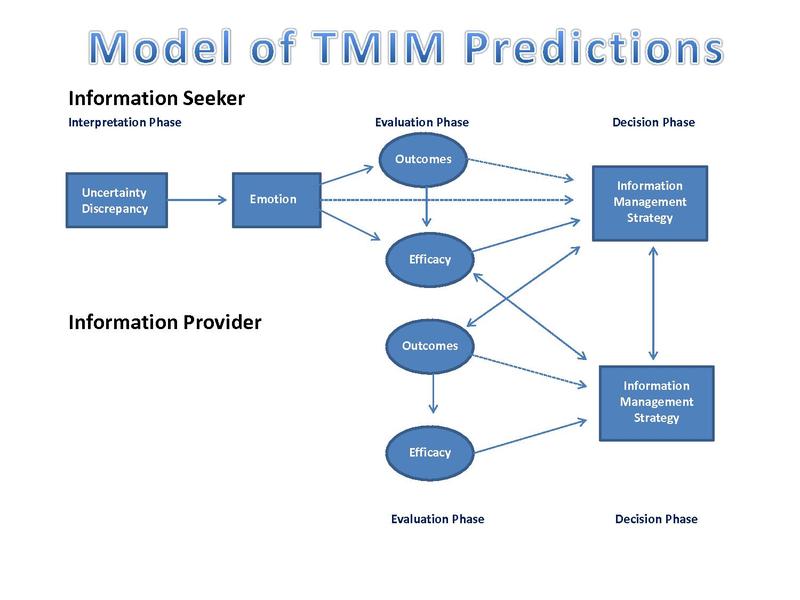 Model of TMIM Predictions
Information Seeker
Interpretation Phase
Evaluation Phase
Decision Phase
Uncertainty
Discrepancy
Emotion
Outcomes
Efficacy
Information
Management
Strategy
Information Provider
Outcomes
Efficacy
Information
Management
Strategy
Evaluation Phase
Decision Phase